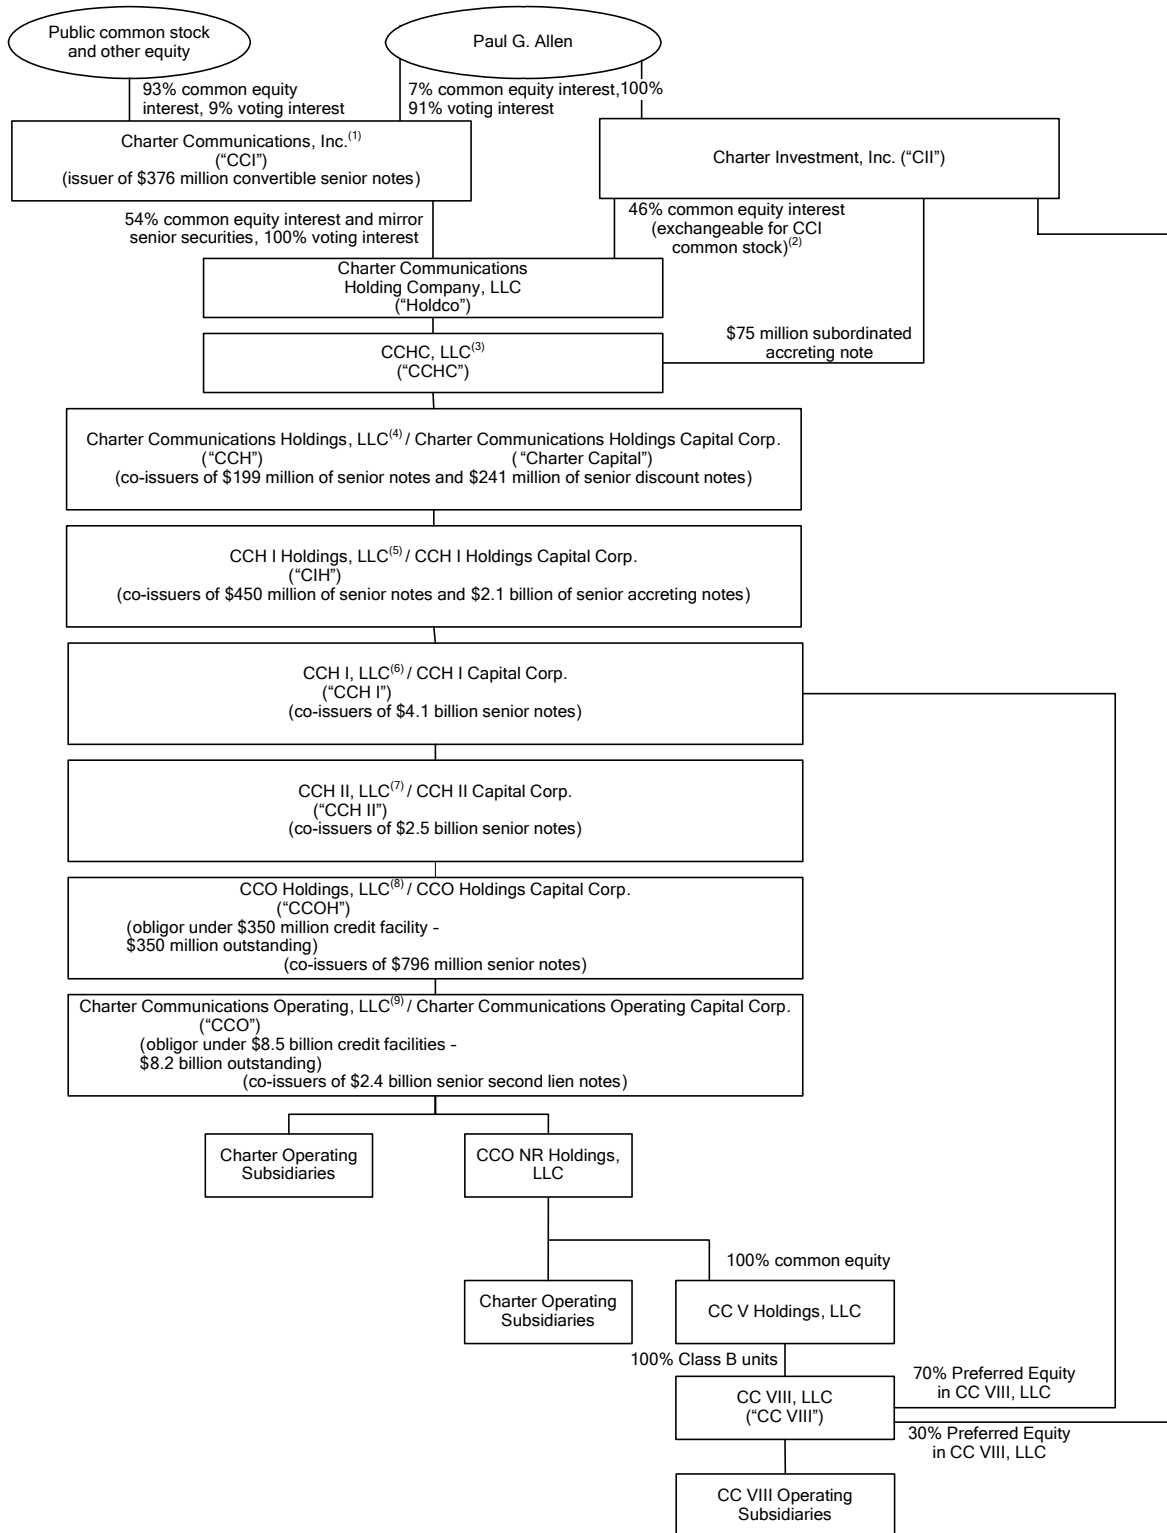 Public common stock
and other equity
Paul G. Allen
93% common equity
interest, 9% voting interest
7% common equity interest,
91% voting interest
100%
Charter Communications, Inc.(1)
(“CCI”)
(issuer of $376 million convertible senior notes)
Charter Investment, Inc. (“CII”)
54% common equity interest and mirror
senior securities, 100% voting interest
46% common equity interest
(exchangeable for CCI
common stock)(2)
Charter Communications
Holding Company, LLC
(“Holdco”)
CCHC, LLC(3)
(“CCHC”)
$75 million subordinated
accreting note
Charter Communications Holdings, LLC(4) / Charter Communications Holdings Capital Corp.
(“CCH”) (“Charter Capital”)
(co-issuers of $199 million of senior notes and $241 million of senior discount notes)
CCH I Holdings, LLC(5) / CCH I Holdings Capital Corp.
(“CIH”)
(co-issuers of $450 million of senior notes and $2.1 billion of senior accreting notes)
CCH I, LLC(6) / CCH I Capital Corp.
(“CCH I”)
(co-issuers of $4.1 billion senior notes)
CCH II, LLC(7) / CCH II Capital Corp.
(“CCH II”)
(co-issuers of $2.5 billion senior notes)
CCO Holdings, LLC(8) / CCO Holdings Capital Corp.
(“CCOH”)
(obligor under $350 million credit facility –
$350 million outstanding)
(co-issuers of $796 million senior notes)
Charter Communications Operating, LLC(9) / Charter Communications Operating Capital Corp.
(“CCO”)
(obligor under $8.5 billion credit facilities –
$8.2 billion outstanding)
(co-issuers of $2.4 billion senior second lien notes)
Charter Operating
Subsidiaries
CCO NR Holdings,
LLC
100% common equity
Charter Operating
Subsidiaries
CC V Holdings, LLC
100% Class B units
CC VIII, LLC
(“CC VIII”)
70% Preferred Equity
in CC VIII, LLC
30% Preferred Equity
in CC VIII, LLC
CC VIII Operating
Subsidiaries